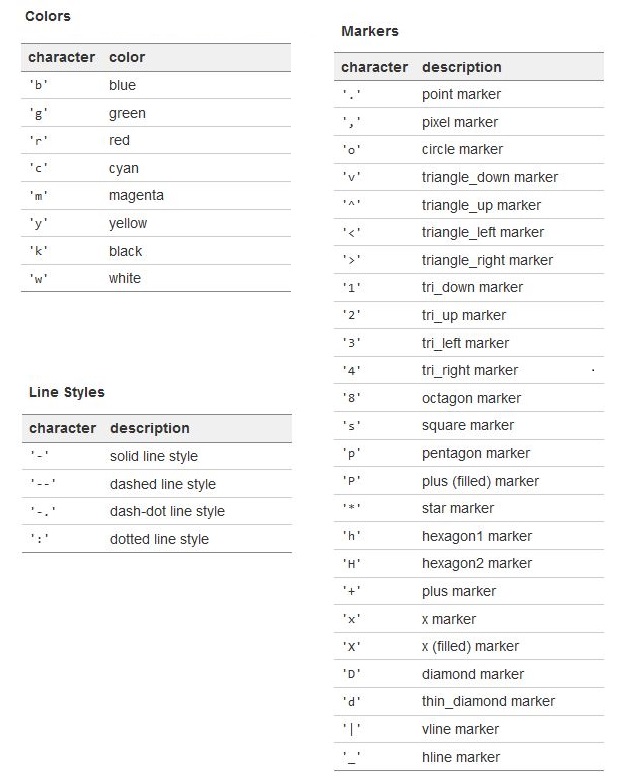 Colors
character color
'b' blue
'g' green
'r' red
'c' cyan
'm' magenta
'y' yellow
'k' black
'w' white
Line Styles
character description
'-' solid line style
'--' dashed line style
'-.' dash-dot line style
':' dotted line style
Markers
character description
'.' point marker
',' pixel marker
'o' circle marker
'v' triangle_down marker
'^' triangle_up marker
'<' triangle_left marker
'>' triangle_right marker
'1' tri_down marker
'2' tri_up marker
'3' tri_left marker
'4' tri_right marker
'8' octagon marker
's' square marker
'p' pentagon marker
'P' plus (filled) marker
'*' star marker
'h' hexagon1 marker
'H' hexagon2 marker
'+' plus marker
'x' x marker
'X' x (filled) marker
'D' diamond marker
'd' thin_diamond marker
'|' vline marker
'_' hline marker